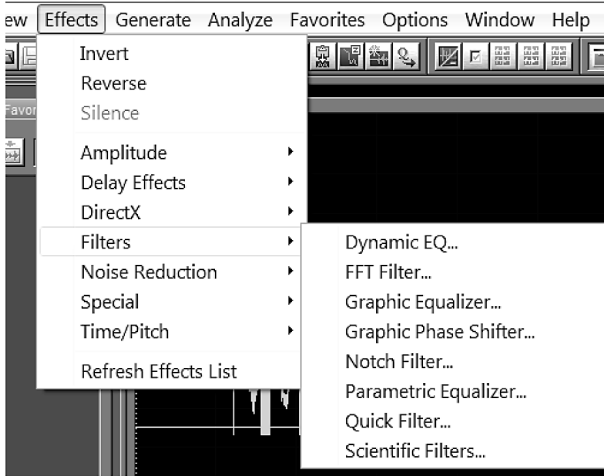 ew Effects Generate Analyze Favorites Options Window Help
Invert
Reverse
Silence
Favor
Amplitude
Delay Effects
DirectX
Filters
Noise Reduction
Special
Time/Pitch
Refresh Effects List
Dynamic EQ...
FFT Filter...
Graphic Equalizer...
Graphic Phase Shifter...
Notch Filter...
Parametric Equalizer...
Quick Filter...
Scientific Filters...